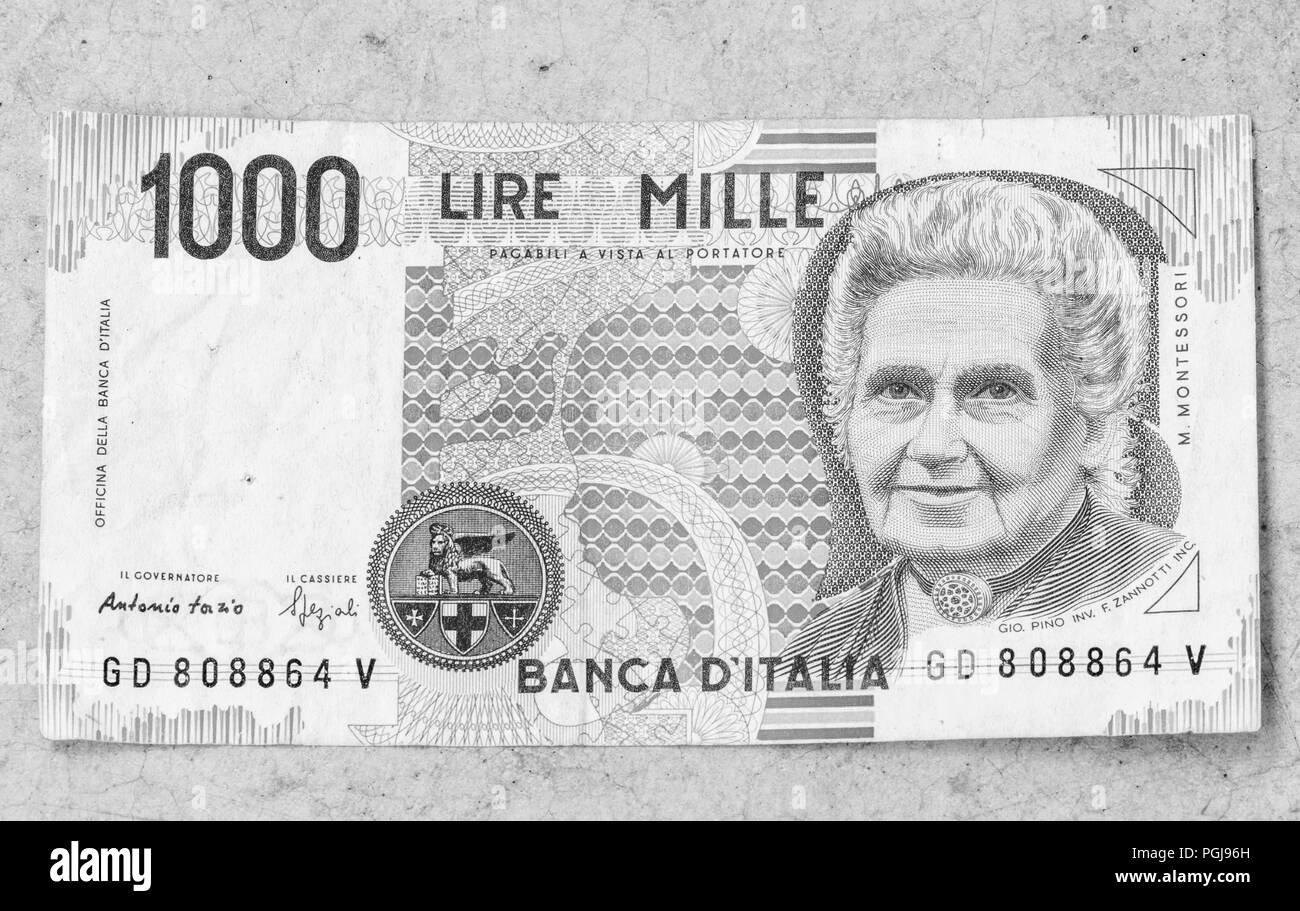 1000
LIRE MILLE
PAGABILI A VISTA AL PORTATORE
OFFICINA DELLA BANCA D'ITALIA
M. MONTESSORI
IL GOVERNATORE
IL CASSIERE
Antonio Fazio
Speziali
GIO. PINO INV. F. ZANNOTTI INC.
GD 808864 V
BANCA D'ITALIA
GD 808864 V
alamy
Image ID: PGJ96H
www.alamy.com